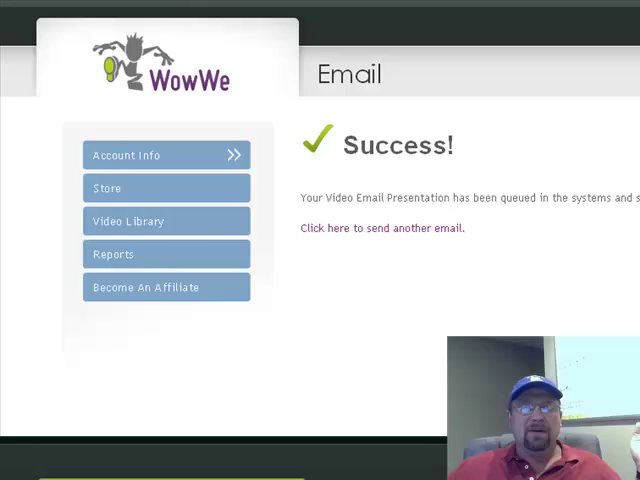 WowWe
Email
Account Info
Store
Video Library
Reports
Become An Affiliate
Success!
Your Video Email Presentation has been queued in the systems and s
Click here to send another email.